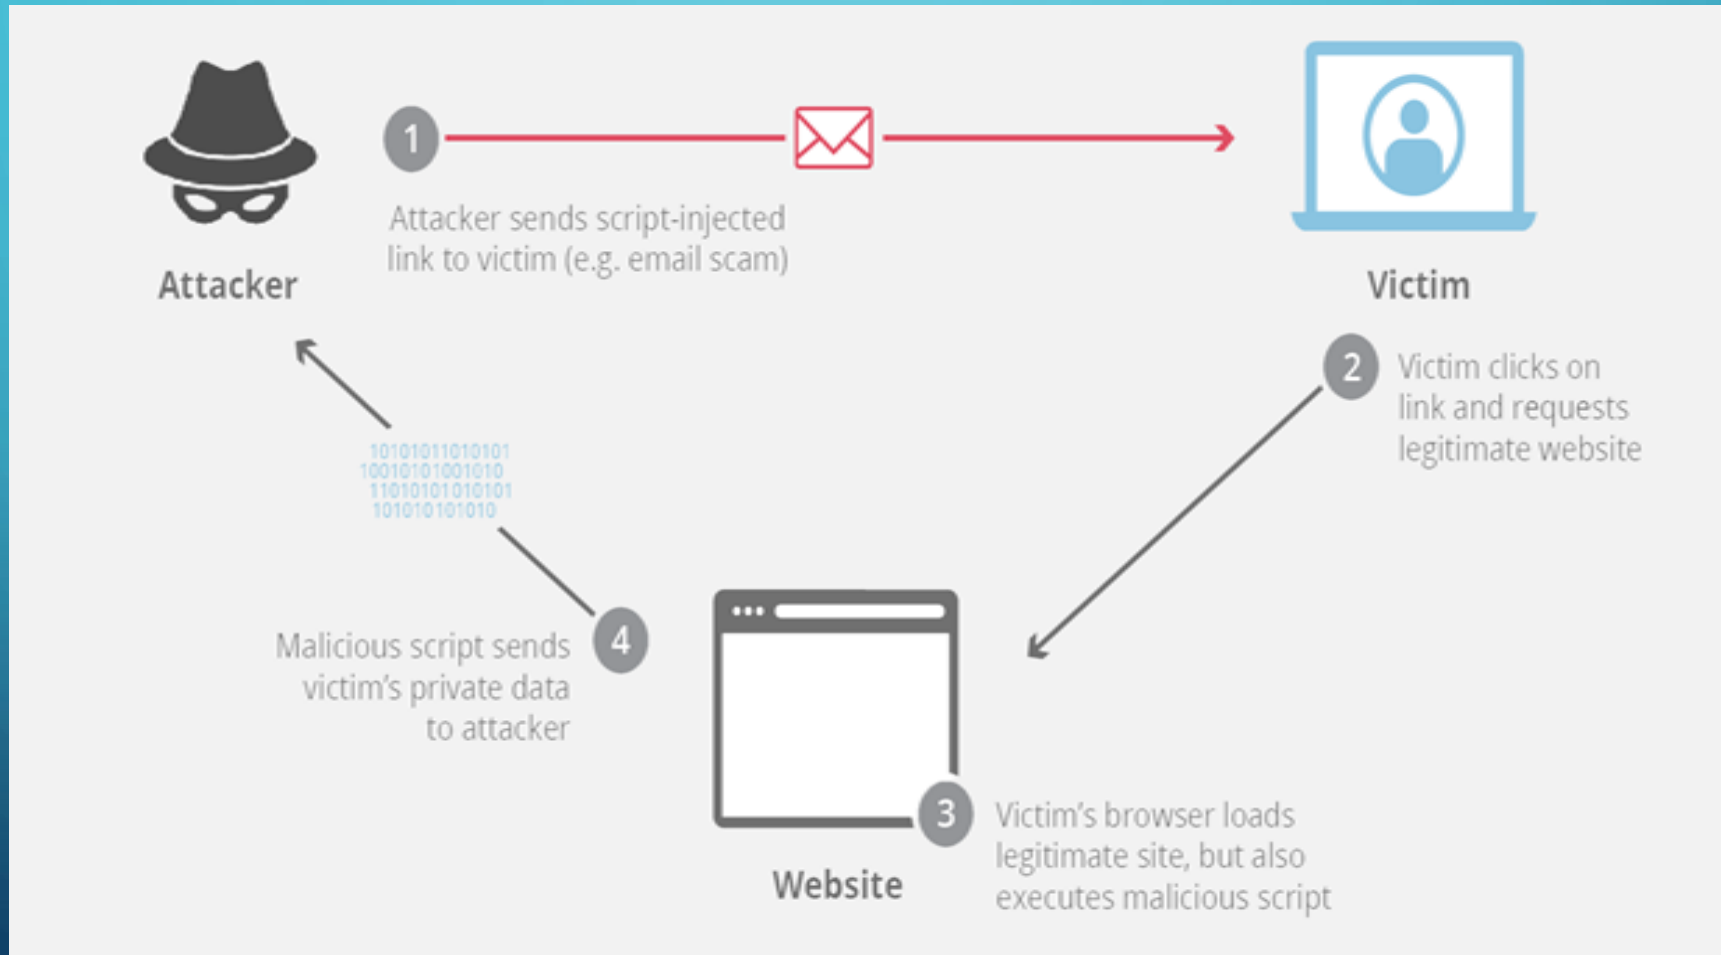 1
Attacker sends script-injected
link to victim (e.g. email scam)
Attacker
Victim
2
Victim clicks on
link and requests
legitimate website
10101011010101
10010101001010
11010101010101
101010101010
4
Malicious script sends
victim's private data
to attacker
3
Victim's browser loads
legitimate site, but also
executes malicious script
Website